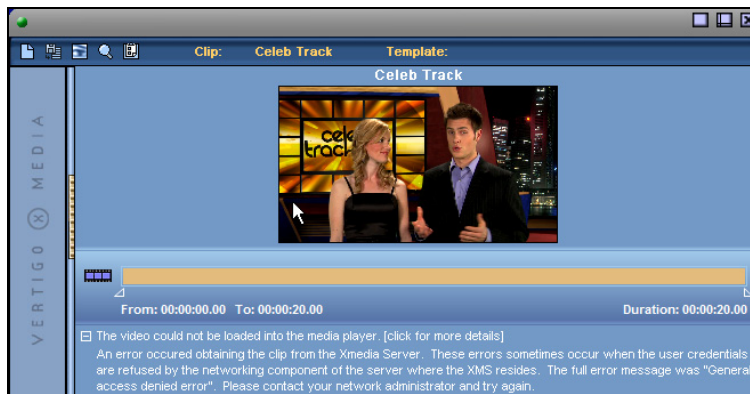 Clip: Celeb Track Template:
Celeb Track
celeb
track
VERTIGO X MEDIA
From: 00:00:00.00 To: 00:00:20.00 Duration: 00:00:20.00
The video could not be loaded into the media player. [click for more details]
An error occured obtaining the clip from the Xmedia Server. These errors sometimes occur when the user credentials
are refused by the networking component of the server where the XMS resides. The full error message was "General
access denied error". Please contact your network administrator and try again.